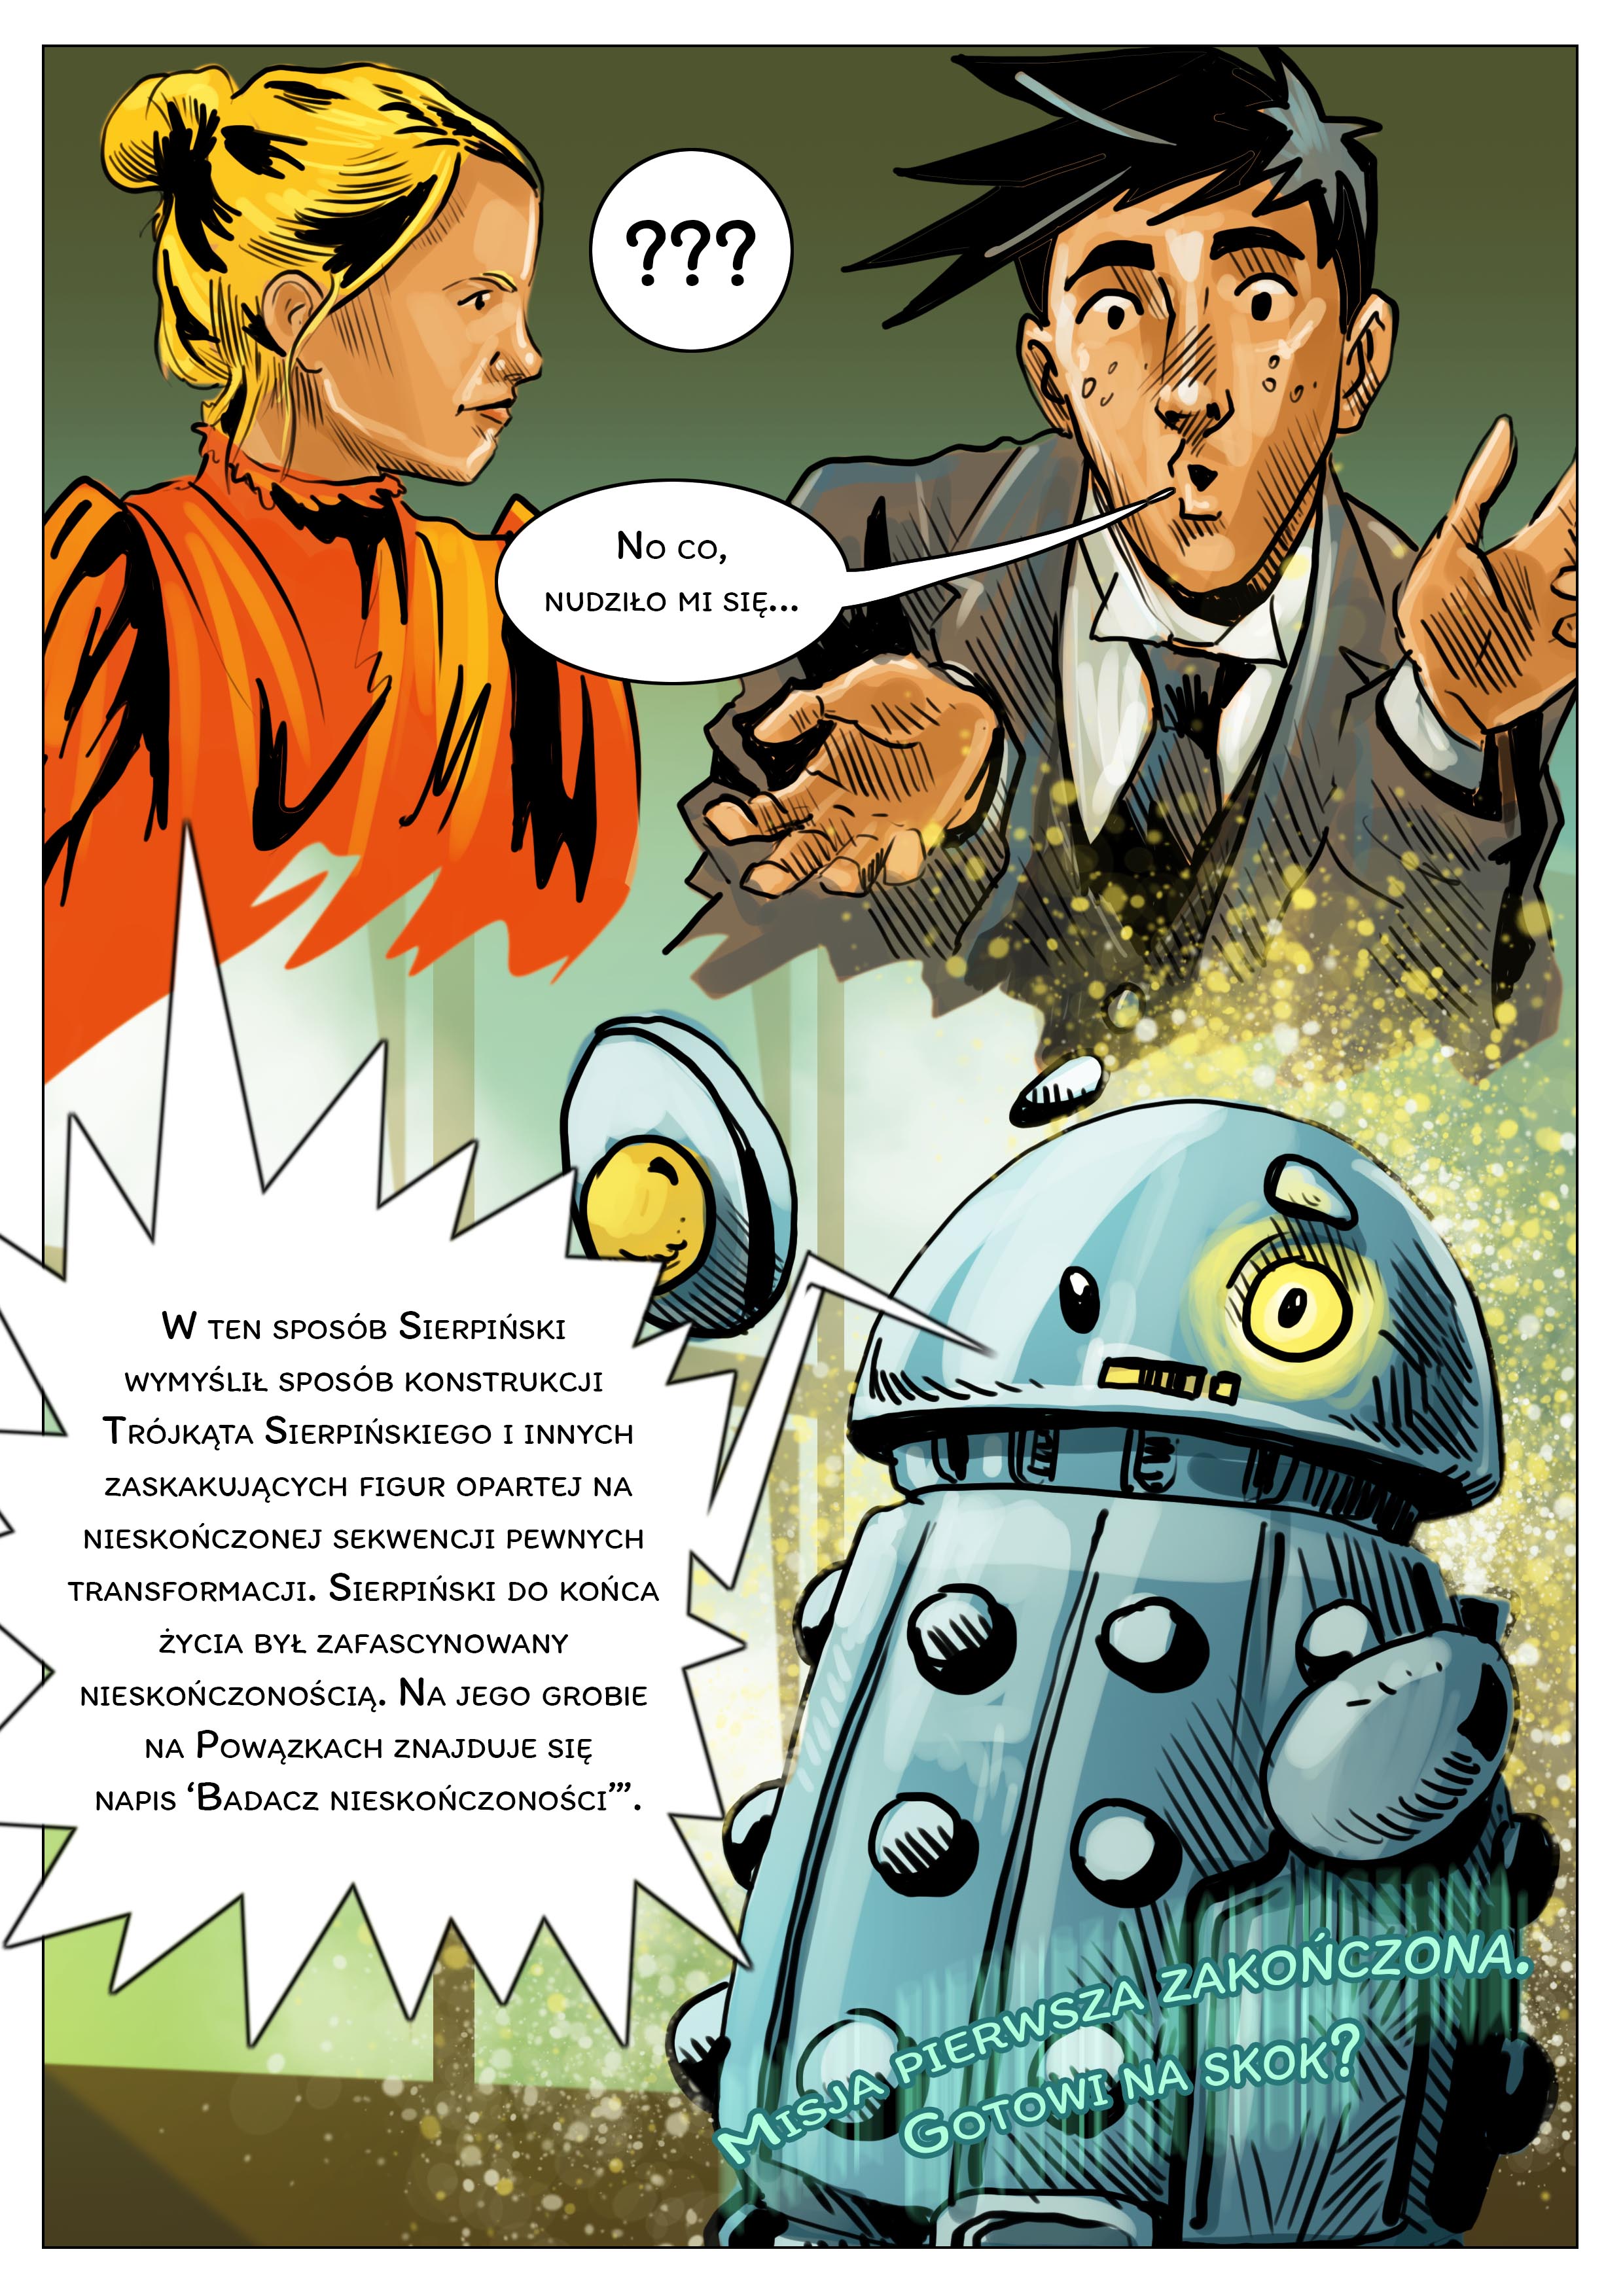 ???
No co,
nudziło mi się...
W ten sposób Sierpiński
wymyślił sposób konstrukcji
Trójkąta Sierpińskiego i innych
zaskakujących figur opartej na
nieskończonej sekwencji pewnych
transformacji. Sierpiński do końca
życia był zafascynowany
nieskończonością. Na jego grobie
na Powązkach znajduje się
napis ‘Badacz nieskończoności’”.
Misja pierwsza zakończona.
Gotowi na skok?